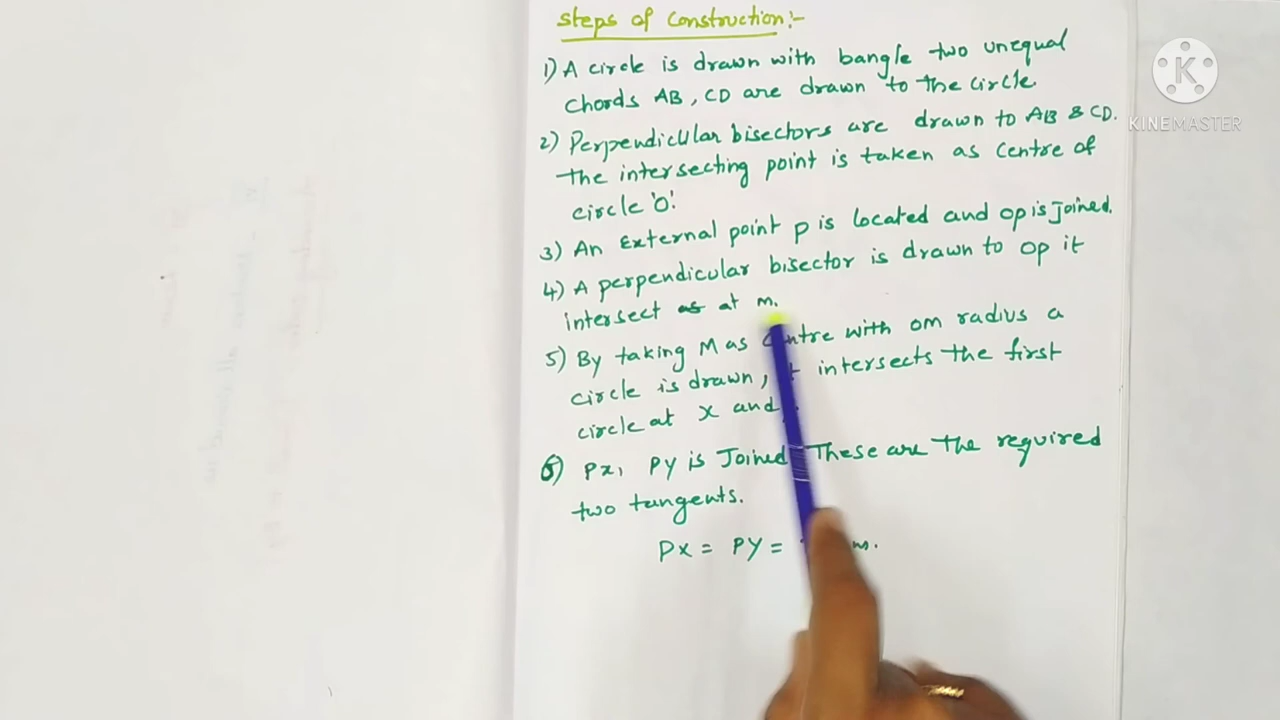 Steps of Construction:-
1) A circle is drawn with bangle two unequal
chords AB, CD are drawn to the circle
2) Perpendicular bisectors are drawn to AB & CD.
the intersecting point is taken as centre of
circle 'O'.
3) An External point p is located and op is Joined.
4) A perpendicular bisector is drawn to op it
intersect as at m.
5) By taking M as centre with om radius a
circle is drawn, intersects the first
circle at x and
6) Px, PY is Joined These are the required
two tangents.
Px = PY =
K
KINEMASTER